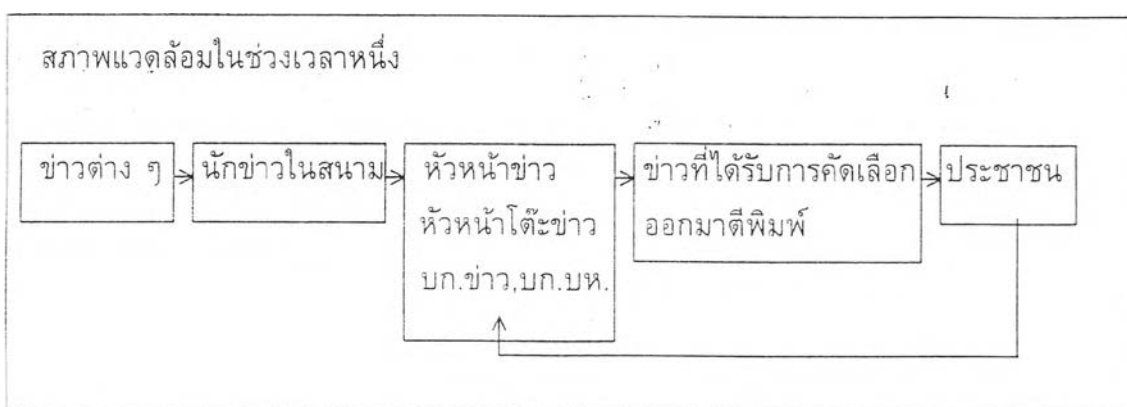 สภาพแวดล้อมในช่วงเวลาหนึ่ง
ข่าวต่าง ๆ
นักข่าวในสนาม
หัวหน้าข่าว
หัวหน้าโต๊ะข่าว
บก.ข่าว,บก.บห.
ข่าวที่ได้รับการคัดเลือก
ออกมาตีพิมพ์
ประชาชน